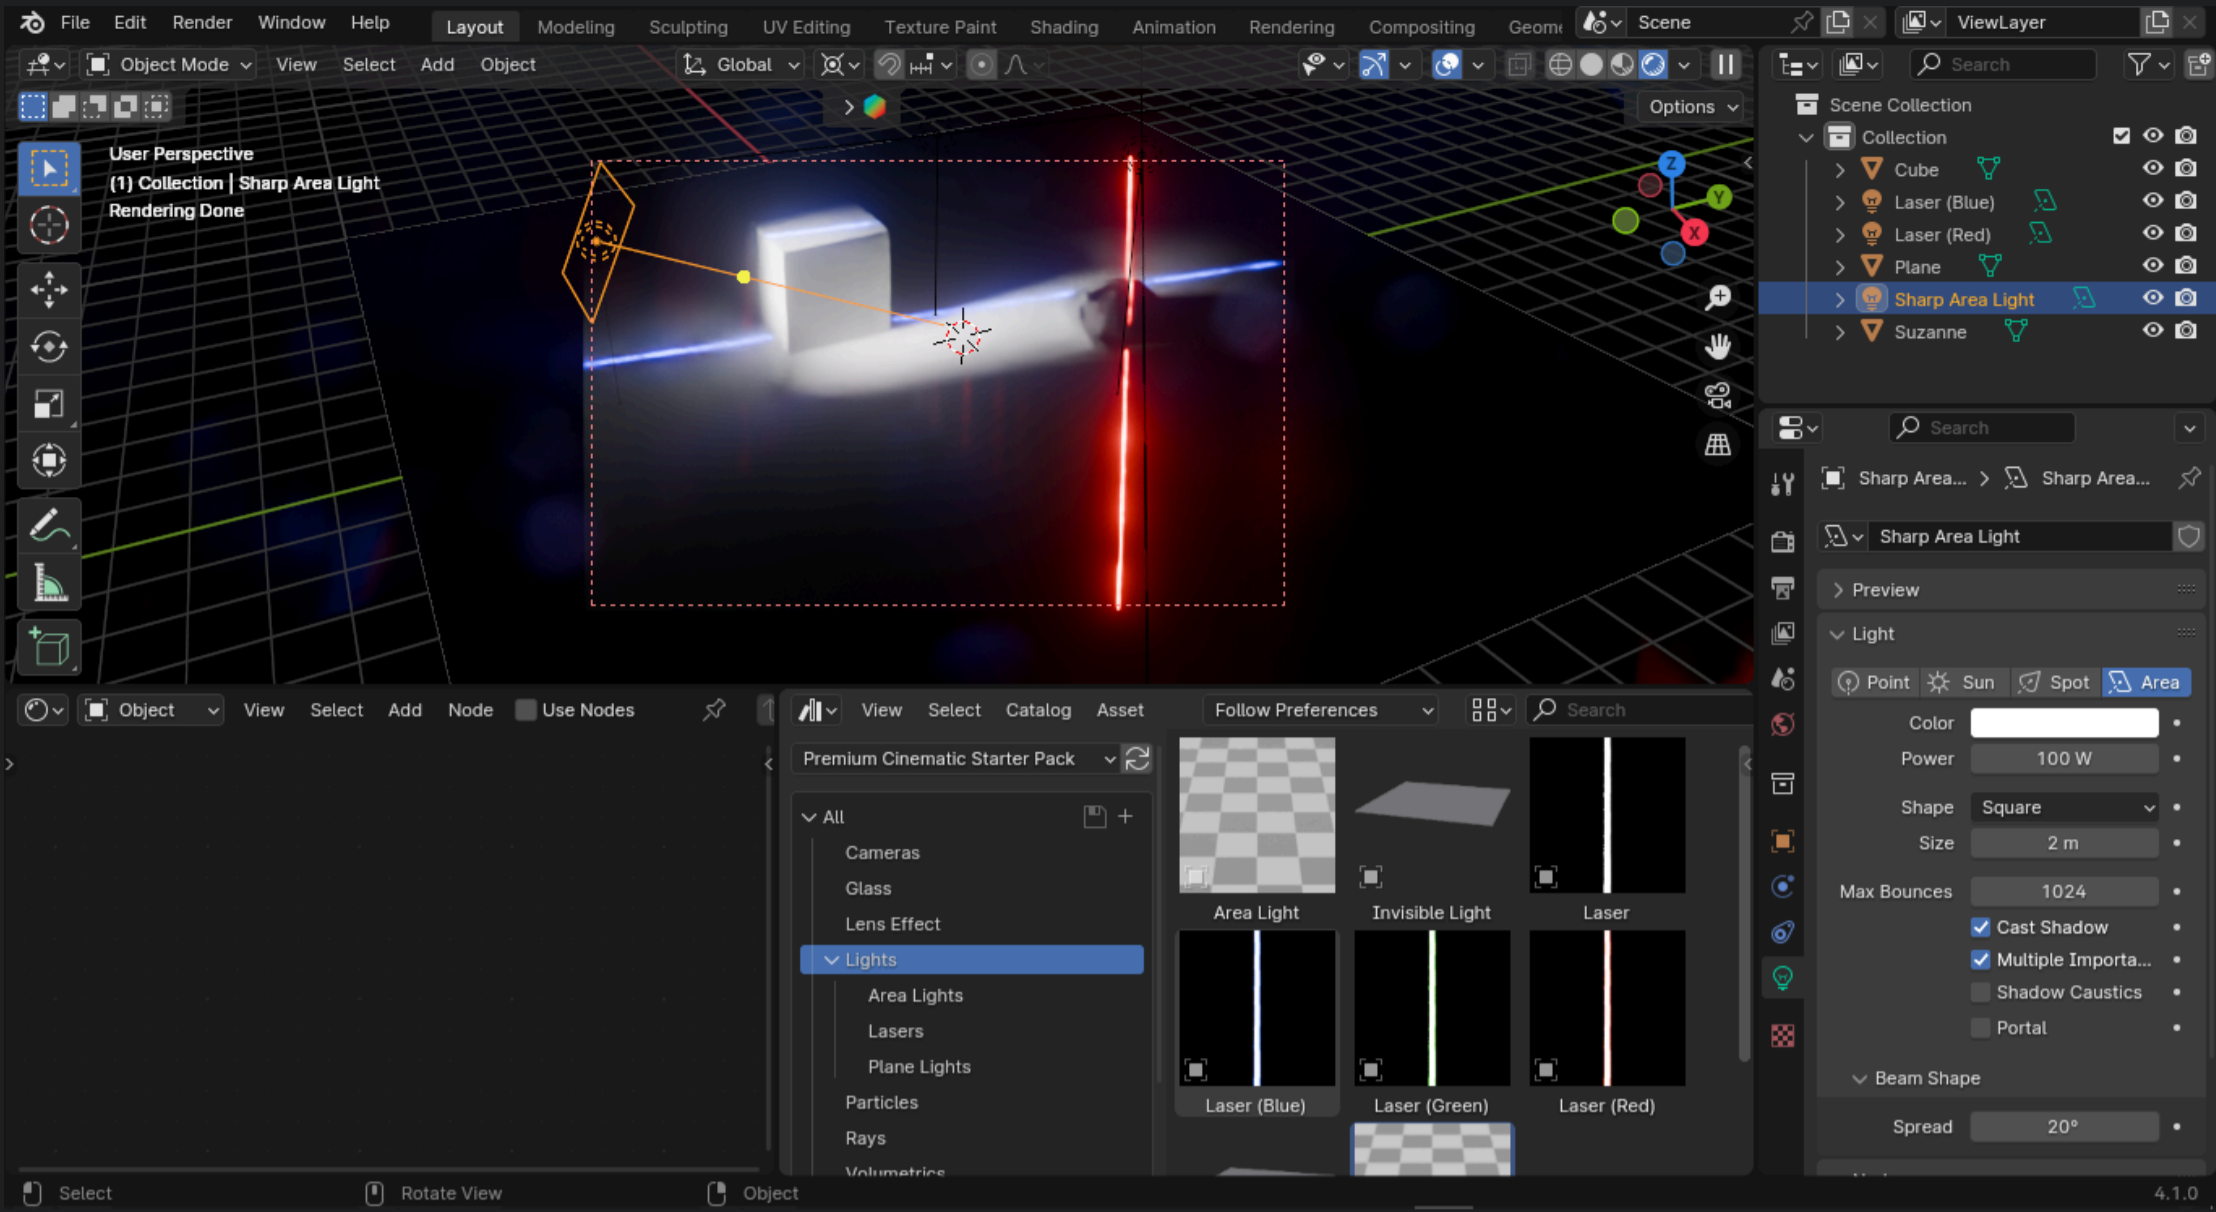 File Edit Render Window Help Layout Modeling Sculpting UV Editing Texture Paint Shading Animation Rendering Compositing Geome Scene ViewLayer
Object Mode View Select Add Object Global Search
Options
User Perspective
(1) Collection | Sharp Area Light
Rendering Done
Z
Y
X
Scene Collection
Collection
Cube
Laser (Blue)
Laser (Red)
Plane
Sharp Area Light
Suzanne
Search
Sharp Area... Sharp Area...
Sharp Area Light
Preview
Light
Point Sun Spot Area
Color
Power 100 W
Shape Square
Size 2 m
Max Bounces 1024
Cast Shadow
Multiple Importa...
Shadow Caustics
Portal
Beam Shape
Spread 20°
Object View Select Add Node Use Nodes
View Select Catalog Asset Follow Preferences Search
Premium Cinematic Starter Pack
All
Cameras
Glass
Lens Effect
Lights
Area Lights
Lasers
Plane Lights
Particles
Rays
Volumetrics
Area Light Invisible Light Laser
Laser (Blue) Laser (Green) Laser (Red)
Select Rotate View Object 4.1.0